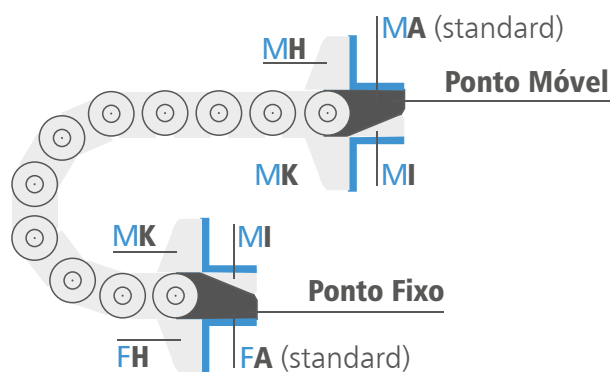 MA (standard)
MH
Ponto Móvel
MK
MI
MK
MI
Ponto Fixo
FH
FA (standard)